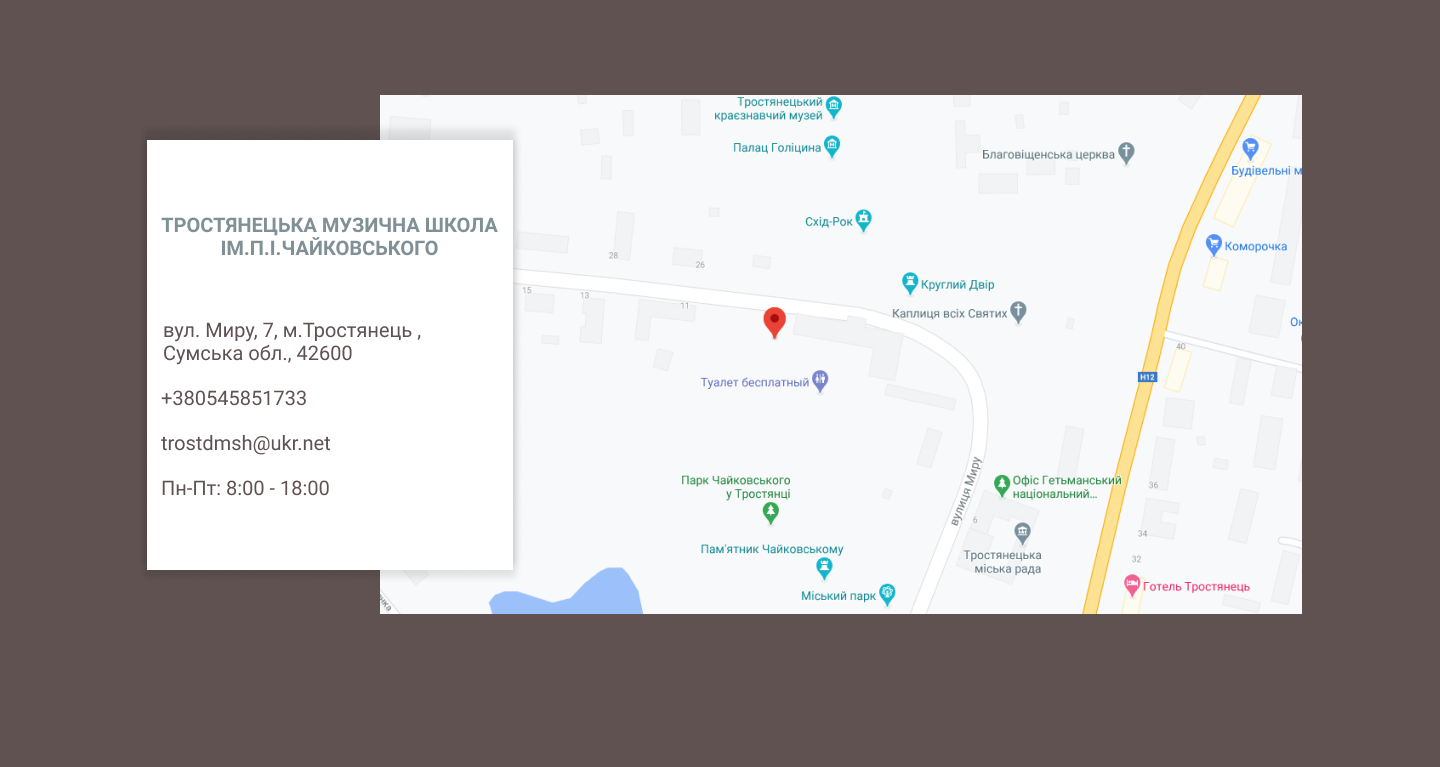 ТРОСТЯНЕЦЬКА МУЗИЧНА ШКОЛА
ІМ.П.І.ЧАЙКОВСЬКОГО
вул. Миру, 7, м.Тростянець ,
Сумська обл., 42600
+380545851733
trostdmsh@ukr.net
Пн-Пт: 8:00 - 18:00
Тростянецький
краєзнавчий музей
Палац Голіцина
Благовіщенська церква
Будівельні м
Схід-Рок
Коморочка
28
26
Круглий Двір
15
13
11
Каплиця всіх Святих
40
Н12
Туалет бесплатный
вулиця Миру
Парк Чайковського
у Тростянці
Офіс Гетьманський
національний...
36
6
34
Тростянецька
міська рада
Пам'ятник Чайковському
32
Міський парк
Готель Тростянець